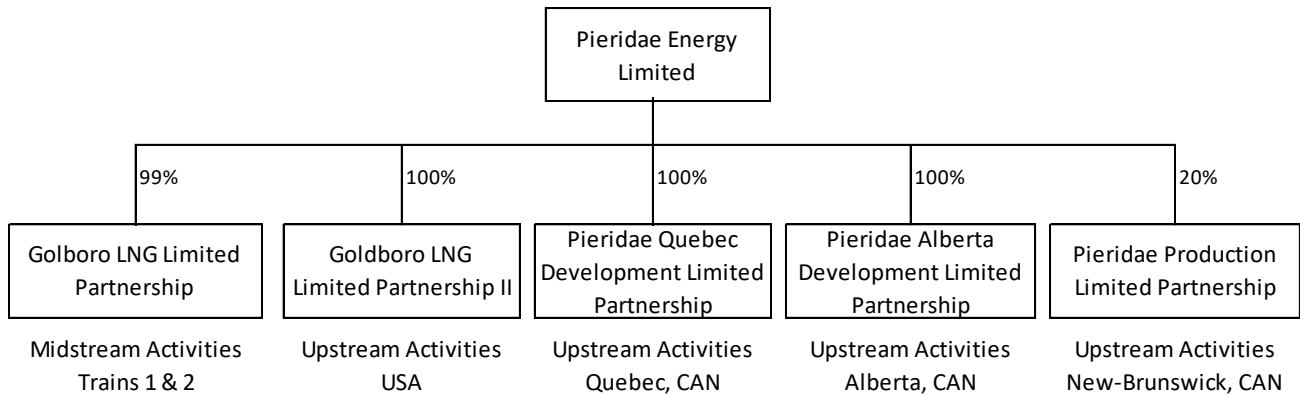 Pieridae Energy
Limited
99%
100%
100%
100%
20%
Golboro LNG Limited
Partnership
Goldboro LNG
Limited Partnership II
Pieridae Quebec
Development Limited
Partnership
Pieridae Alberta
Development Limited
Partnership
Pieridae Production
Limited Partnership
Midstream Activities
Trains 1 & 2
Upstream Activities
USA
Upstream Activities
Quebec, CAN
Upstream Activities
Alberta, CAN
Upstream Activities
New-Brunswick, CAN